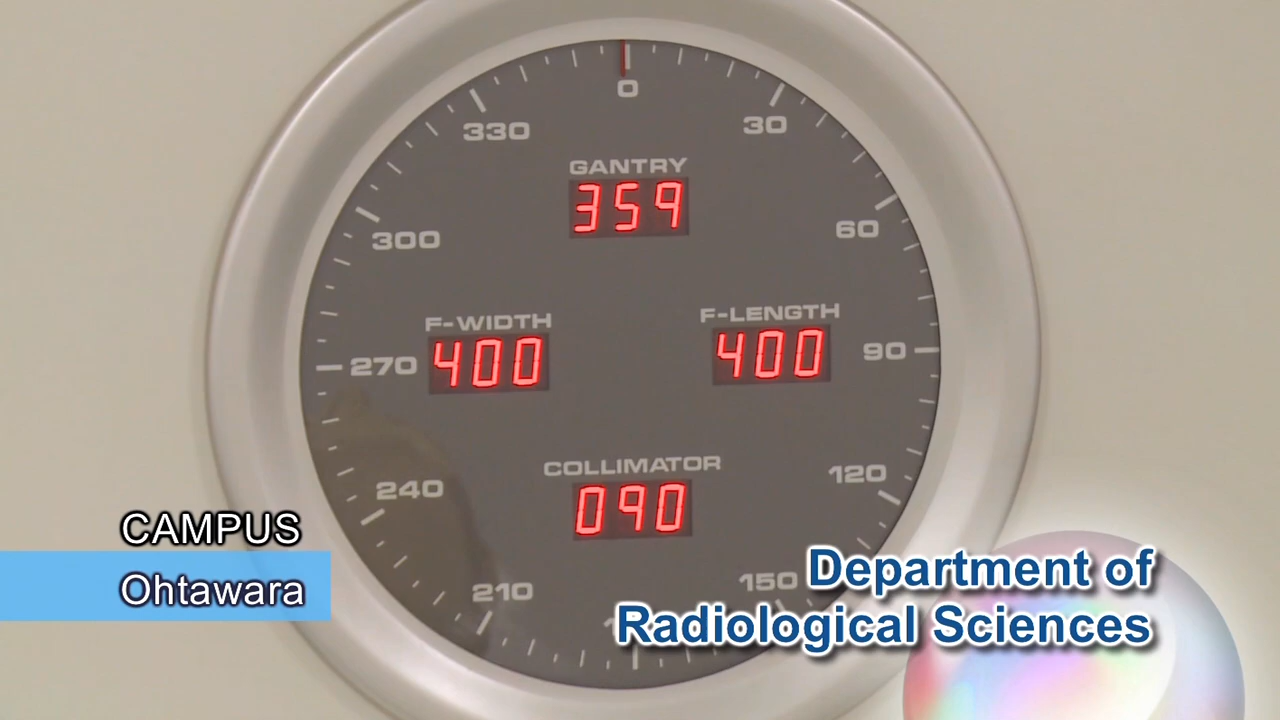 0
330
30
GANTRY
359
300
60
F-WIDTH
F-LENGTH
400
400
270
90
COLLIMATOR
090
240
120
CAMPUS
Ohtawara
210
150
Department of
Radiological Sciences